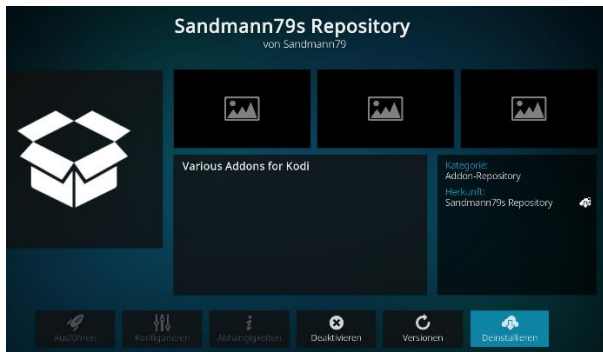 Sandmann79s Repository
von Sandmann79
Various Addons for Kodi
Kategorie:
Addon-Repository
Herkunft:
Sandmann79s Repository
Ausführen
Konfigurieren
Abhängigkeiten
Deaktivieren
Versionen
Deinstallieren